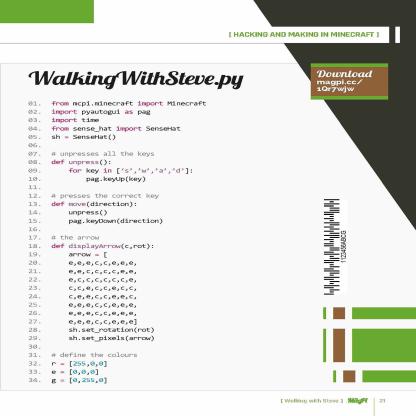 [ HACKING AND MAKING IN MINECRAFT ]
WalkingWithSteve.py
Download
magpi.cc/
1Qr7wjw
01. from mcpi.minecraft import Minecraft
02. import pyautogui as pag
03. import time
04. from sense_hat import SenseHat
05. sh = SenseHat()
06.
07. # unpresses all the keys
08. def unpress():
09. for key in ['s','w','a','d']:
10. pag.keyUp(key)
11.
12. # presses the correct key
13. def move(direction):
14. unpress()
15. pag.keyDown(direction)
16.
17. # the arrow
18. def displayArrow(c,rot):
19. arrow = [
20. e,e,e,c,c,e,e,e,
21. e,e,c,c,c,c,e,e,
22. e,c,c,c,c,c,c,e,
23. c,c,e,c,c,e,c,c,
24. c,e,e,c,c,e,e,c,
25. e,e,e,c,c,e,e,e,
26. e,e,e,c,c,e,e,e,
27. e,e,e,c,c,e,e,e]
28. sh.set_rotation(rot)
29. sh.set_pixels(arrow)
30.
31. # define the colours
32. r = [255,0,0]
33. e = [0,0,0]
34. g = [0,255,0]
[ Walking with Steve ] MagPi 21